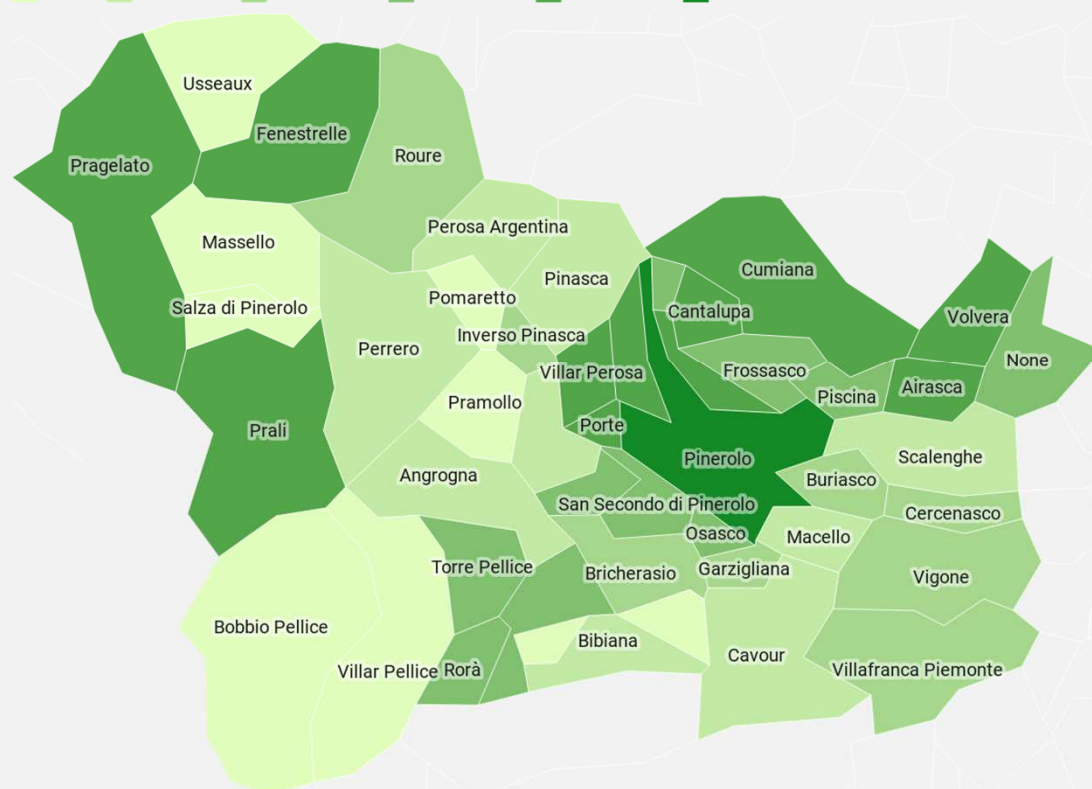 Usseaux
Fenestrelle
Roure
Pragelato
Perosa Argentina
Massello
Pinasca
Cumiana
Pomaretto
Salza di Pinerolo
Cantalupa
Volvera
Inverso Pinasca
Perrero
None
Villar Perosa
Frossasco
Airasca
Piscina
Pramollo
Porte
Prali
Pinerolo
Scalenghe
Angrogna
Buriasco
San Secondo di Pinerolo
Cercenasco
Osasco
Macello
Torre Pellice
Bricherasio
Garzigliana
Vigone
Bobbio Pellice
Bibiana
Cavour
Villar Pellice
Rorà
Villafranca Piemonte